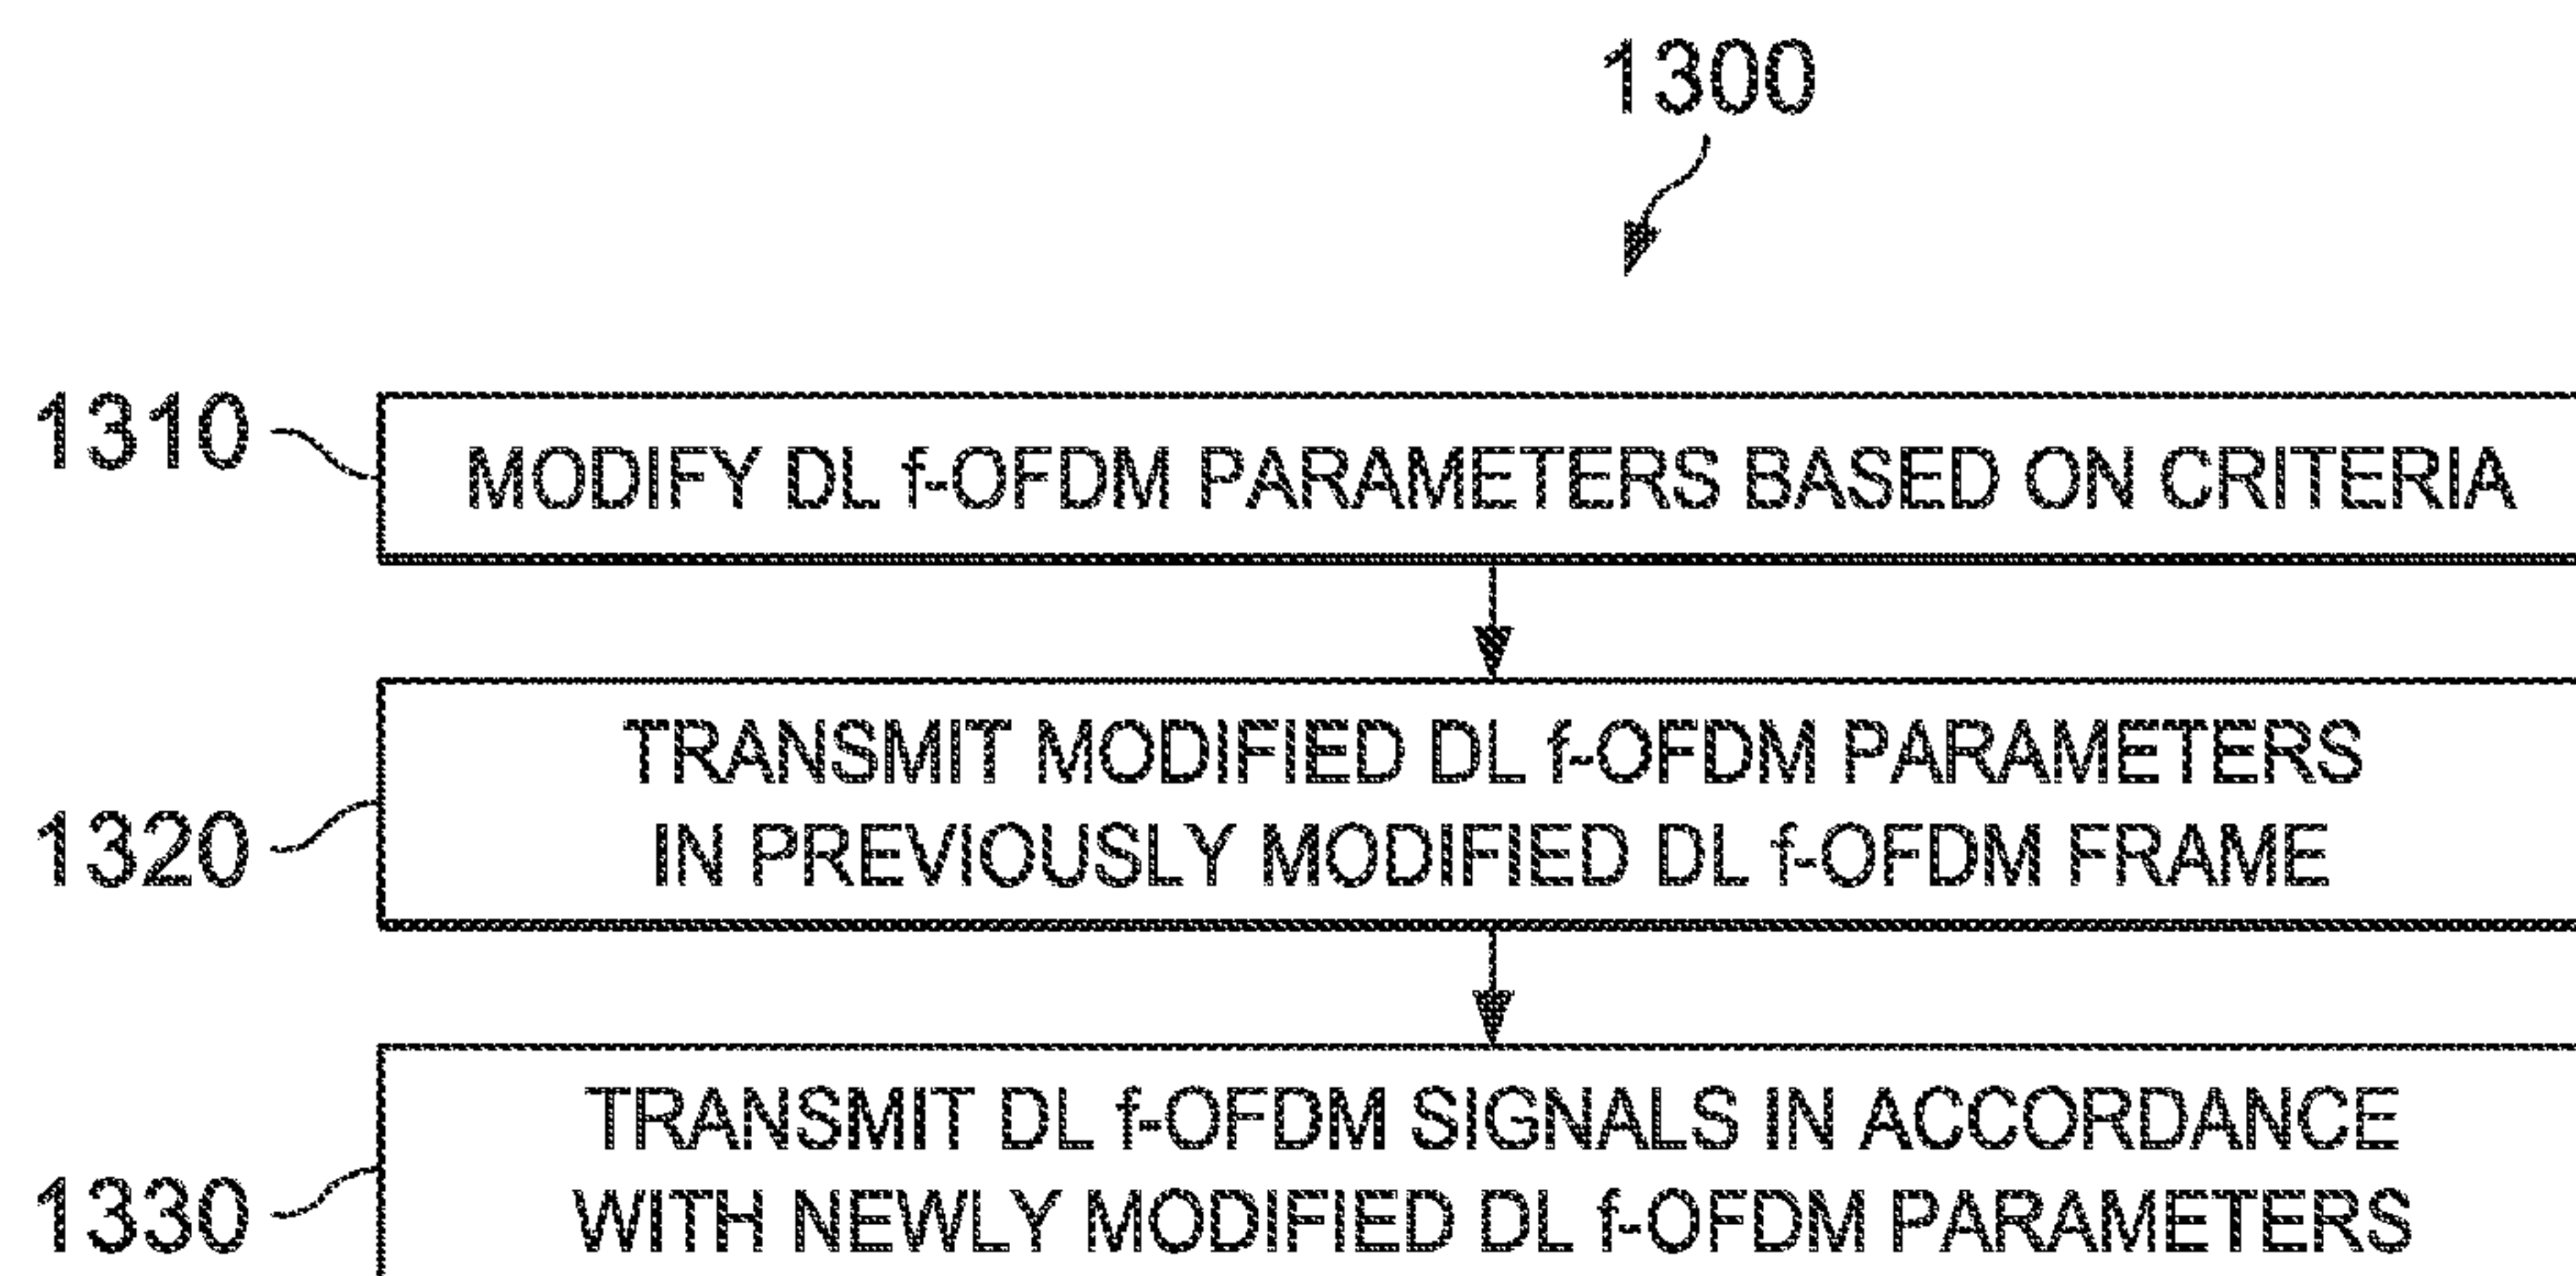 1300
1310
MODIFY DL f-OFDM PARAMETERS BASED ON CRITERIA
TRANSMIT MODIFIED DL f-OFDM PARAMETERS
1320
IN PREVIOUSLY MODIFIED DL f-OFDM FRAME
TRANSMIT DL f-OFDM SIGNALS IN ACCORDANCE
1330
WITH NEWLY MODIFIED DL f-OFDM PARAMETERS